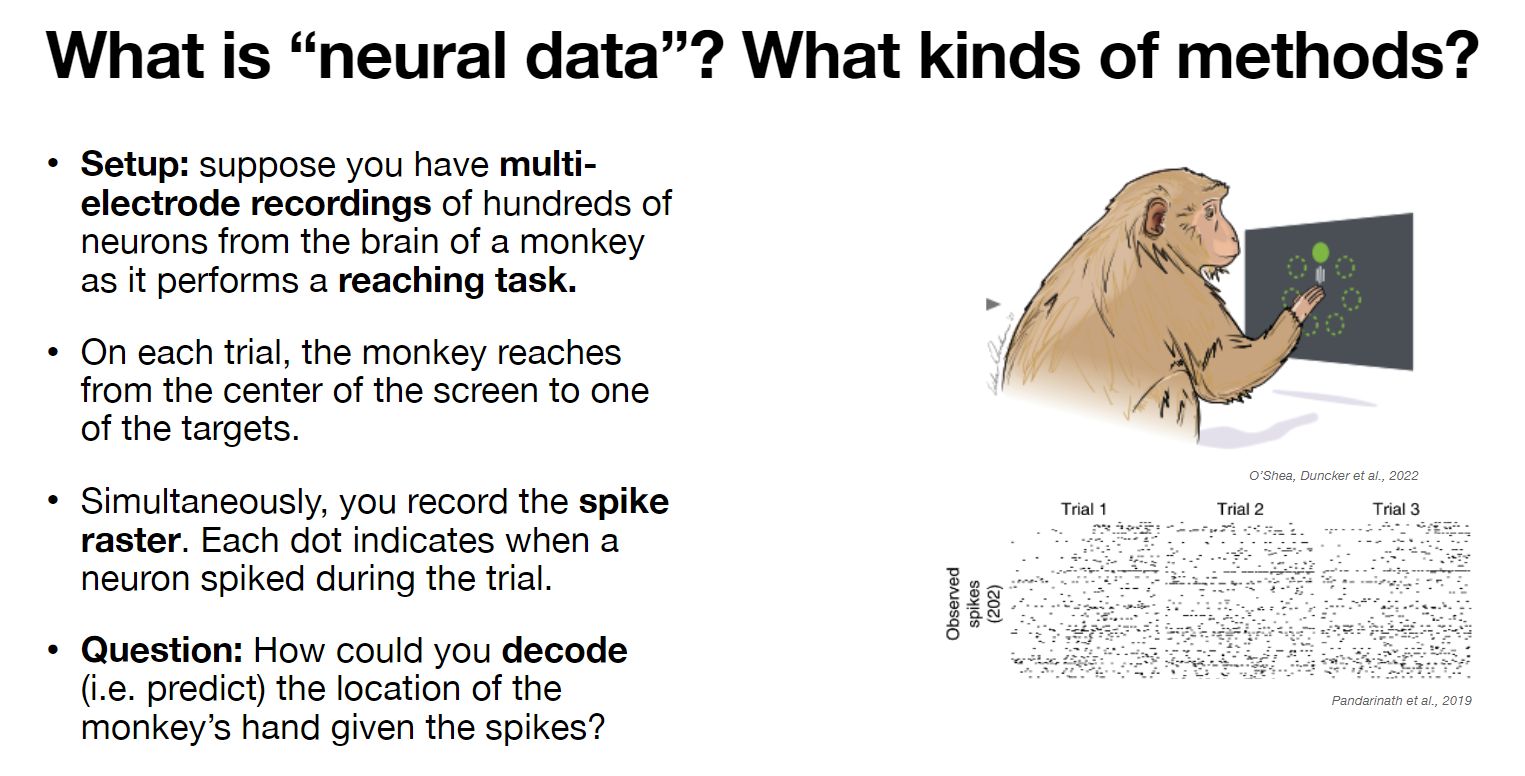 What is “neural data”? What kinds of methods?
• Setup: suppose you have multi-
electrode recordings of hundreds of
neurons from the brain of a monkey
as it performs a reaching task.
• On each trial, the monkey reaches
from the center of the screen to one
of the targets.
• Simultaneously, you record the spike
raster. Each dot indicates when a
neuron spiked during the trial.
• Question: How could you decode
(i.e. predict) the location of the
monkey’s hand given the spikes?
O’Shea, Duncker et al., 2022
Trial 1 Trial 2 Trial 3
Observed
spikes
(202)
Pandarinath et al., 2019